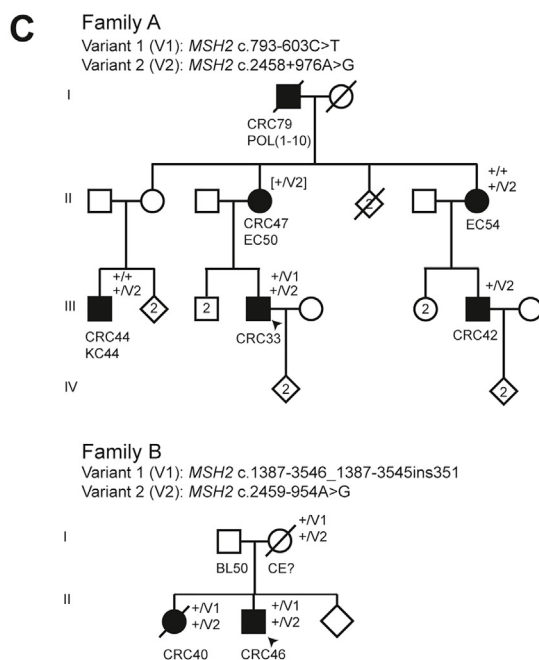 C
Family A
Variant 1 (V1): MSH2 c.793-603C>T
Variant 2 (V2): MSH2 c.2458+976A>G
I
CRC79
POL(1-10)
II
[+/V2]
2
+/+
+/V2
CRC47
EC50
EC54
III
+/+
+/V2
2
2
+/V1
+/V2
2
+/V2
CRC44
KC44
CRC33
CRC42
IV
2
2
Family B
Variant 1 (V1): MSH2 c.1387-3546_1387-3545ins351
Variant 2 (V2): MSH2 c.2459-954A>G
I
+/V1
+/V2
BL50
CE?
II
+/V1
+/V2
+/V1
+/V2
CRC40
CRC46